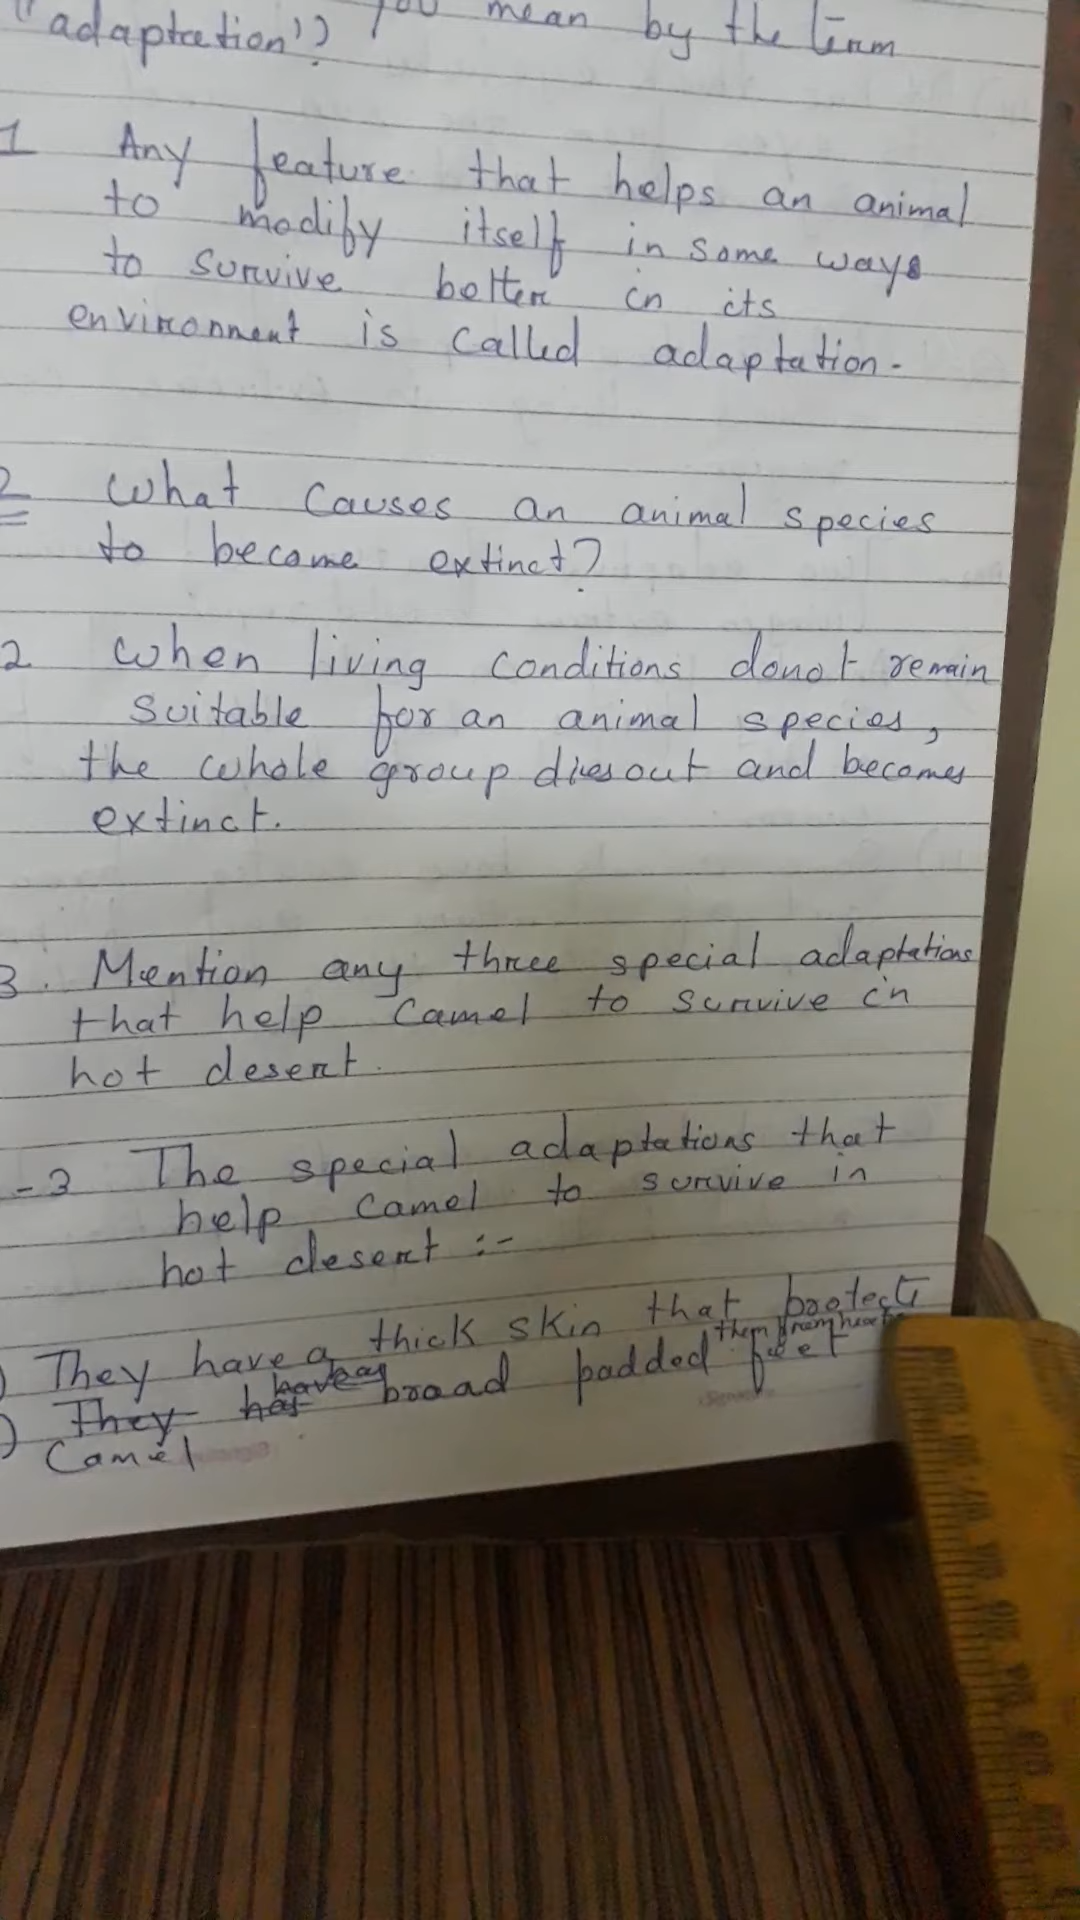 "adaptation"? you mean by the term
1 Any feature that helps an animal
to modify itself in some ways
to survive better in its
environment is called adaptation.
2 What causes an animal species
to become extinct?
2 When living conditions donot remain
suitable for an animal species,
the whole group dies out and becomes
extinct.
3. Mention any three special adaptations
that help Camel to survive in
hot desert.
-3 The special adaptations that
help Camel to survive in
hot desert :-
) They have a thick skin that protects
them from heat
) They has have a broad padded feet
Camel